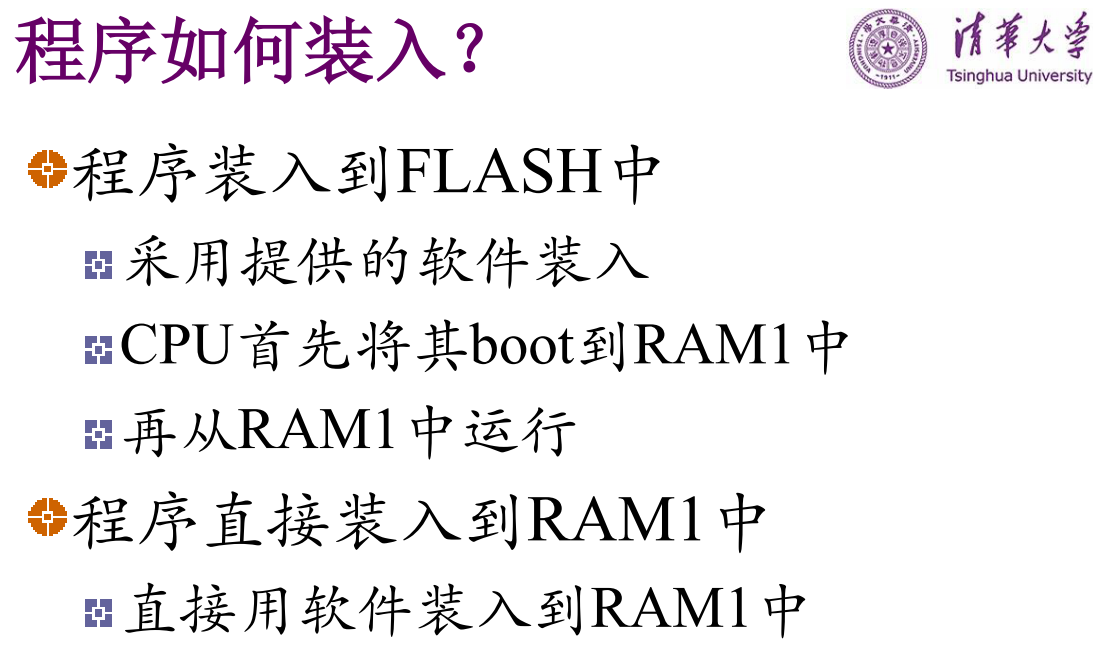 程序如何装入？
清华大学
Tsinghua University
程序装入到FLASH中
采用提供的软件装入
CPU首先将其boot到RAM1中
再从RAM1中运行
程序直接装入到RAM1中
直接用软件装入到RAM1中